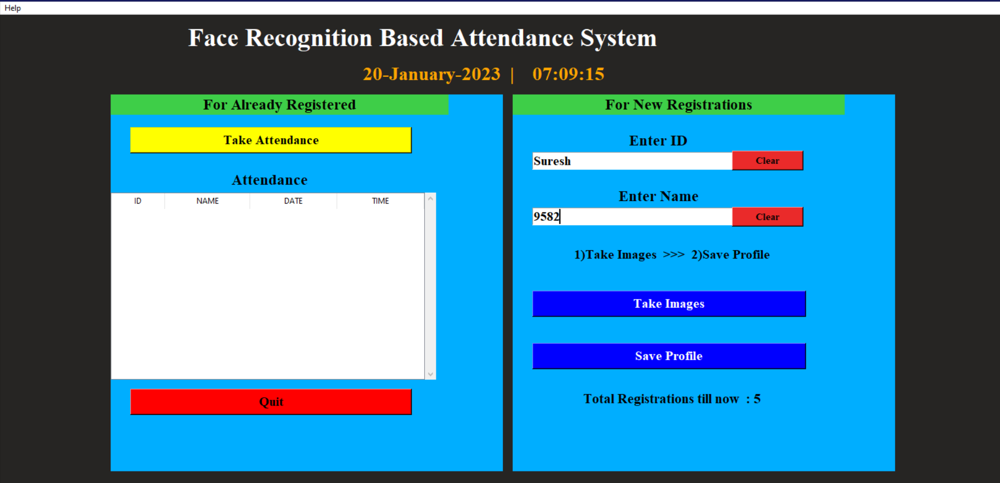 Help
Face Recognition Based Attendance System
20-January-2023 | 07:09:15
For Already Registered
Take Attendance
Attendance
ID NAME DATE TIME
Quit
For New Registrations
Enter ID
Suresh Clear
Enter Name
9582 Clear
1)Take Images >>> 2)Save Profile
Take Images
Save Profile
Total Registrations till now : 5